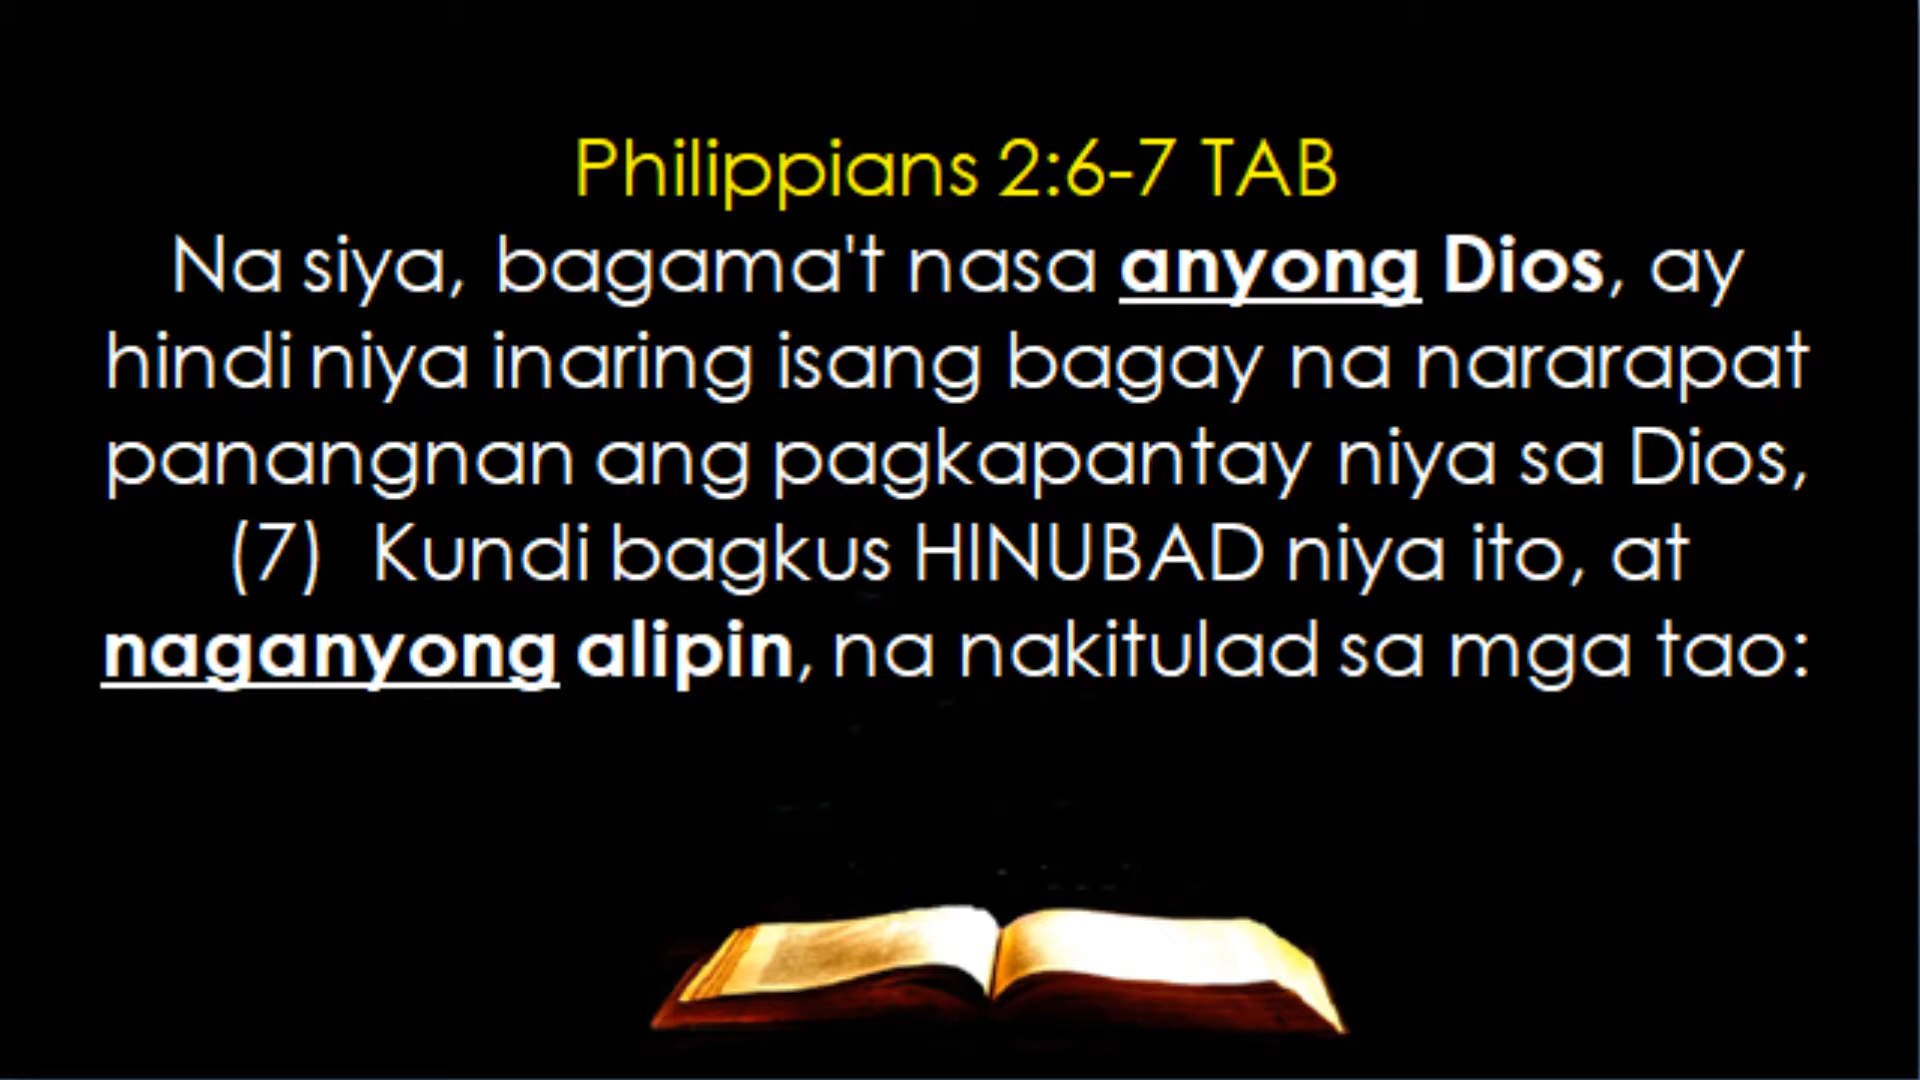 Philippians 2:6-7 TAB
Na siya, bagama't nasa anyong Dios, ay
hindi niya inaring isang bagay na nararapat
panangnan ang pagkapantay niya sa Dios,
(7) Kundi bagkus HINUBAD niya ito, at
naganyong alipin, na nakitulad sa mga tao: